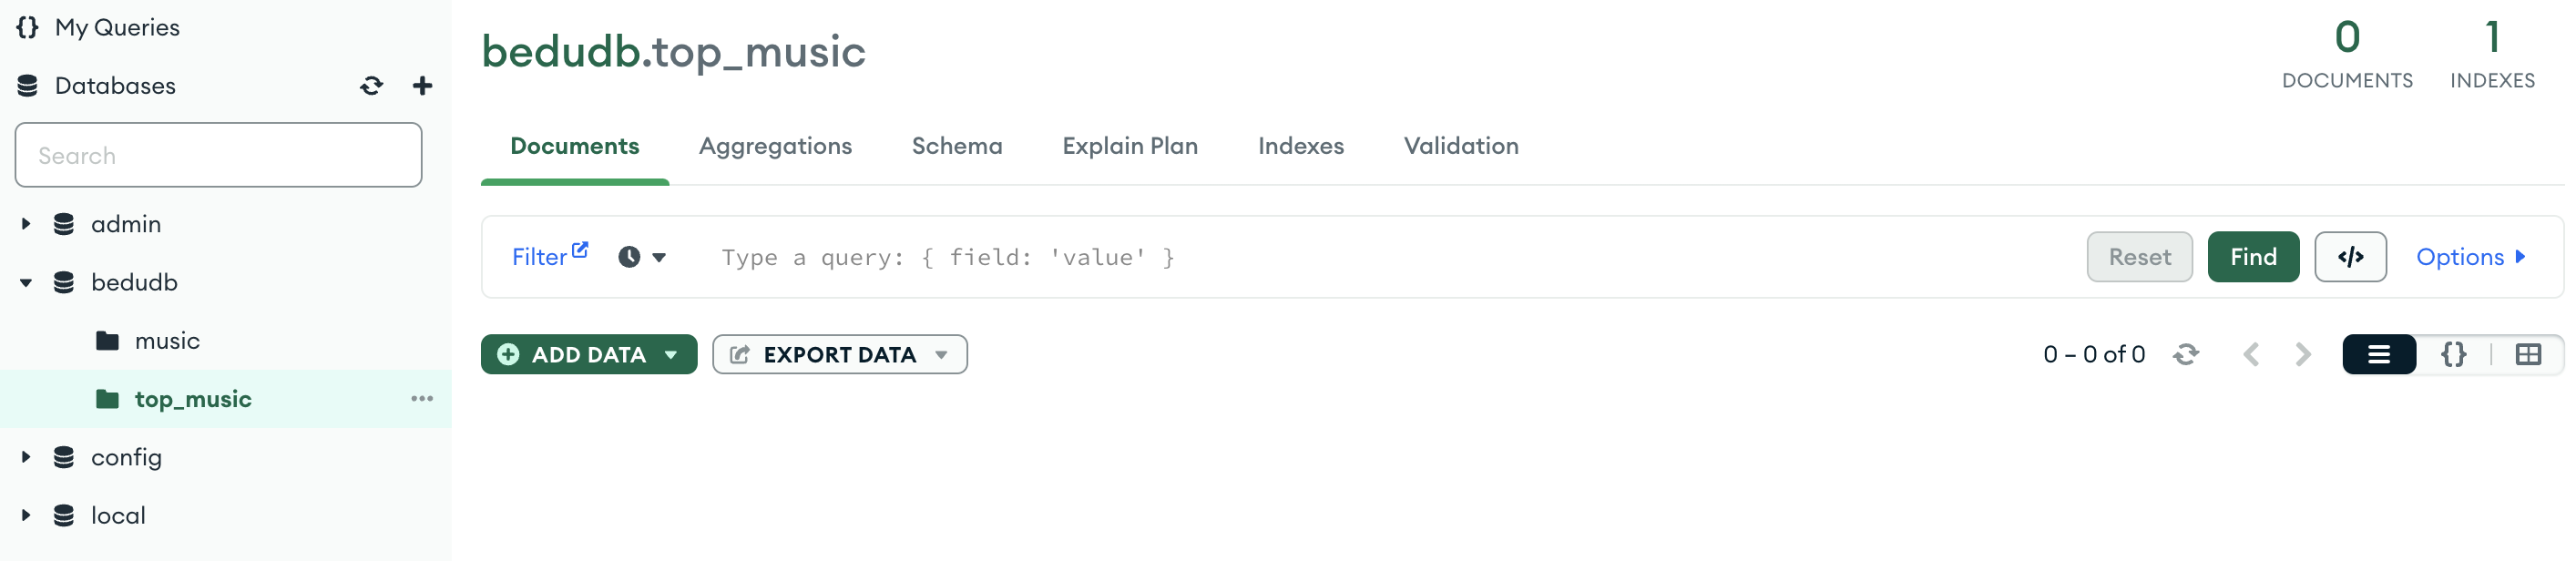 My Queries
Databases
Search
admin
bedudb
music
top_music
config
local
bedudb.top_music
0
DOCUMENTS
1
INDEXES
Documents Aggregations Schema Explain Plan Indexes Validation
Filter Type a query: { field: 'value' } Reset Find </> Options
ADD DATA EXPORT DATA 0 – 0 of 0 {}